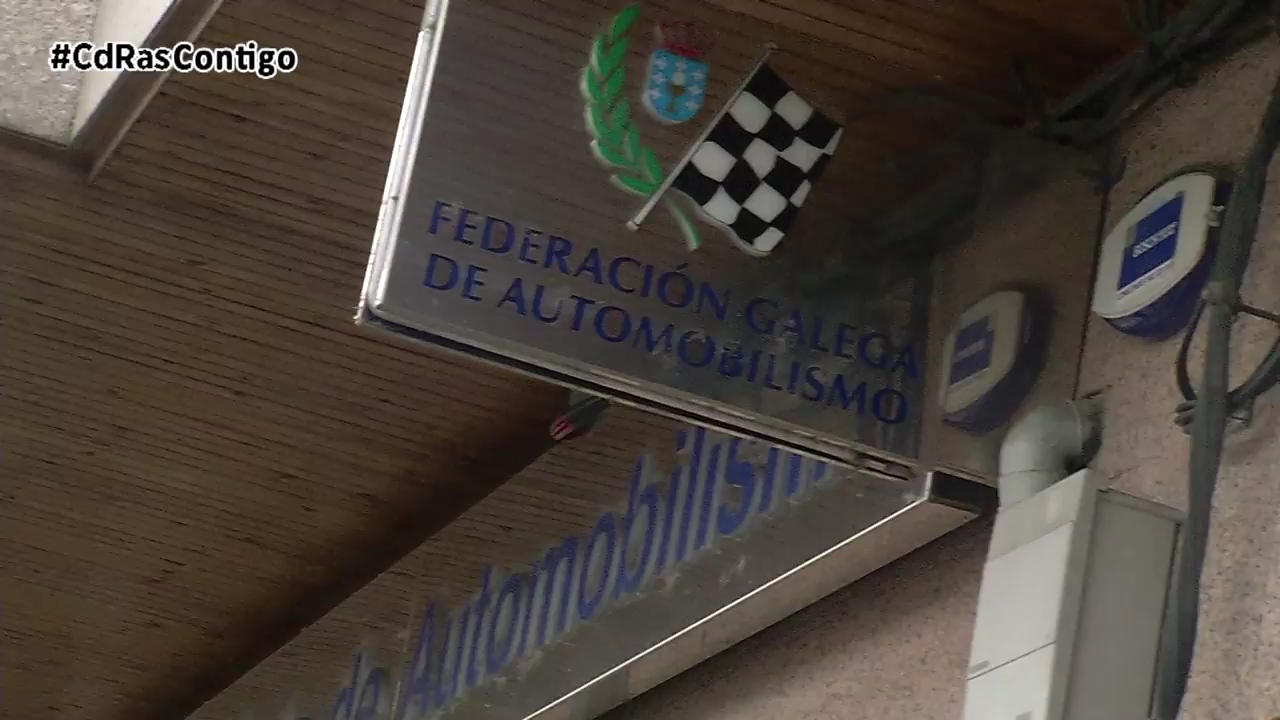 #CdRasContigo
FEDERACIÓN GALEGA
DE AUTOMOBILISMO
de Automobilismo